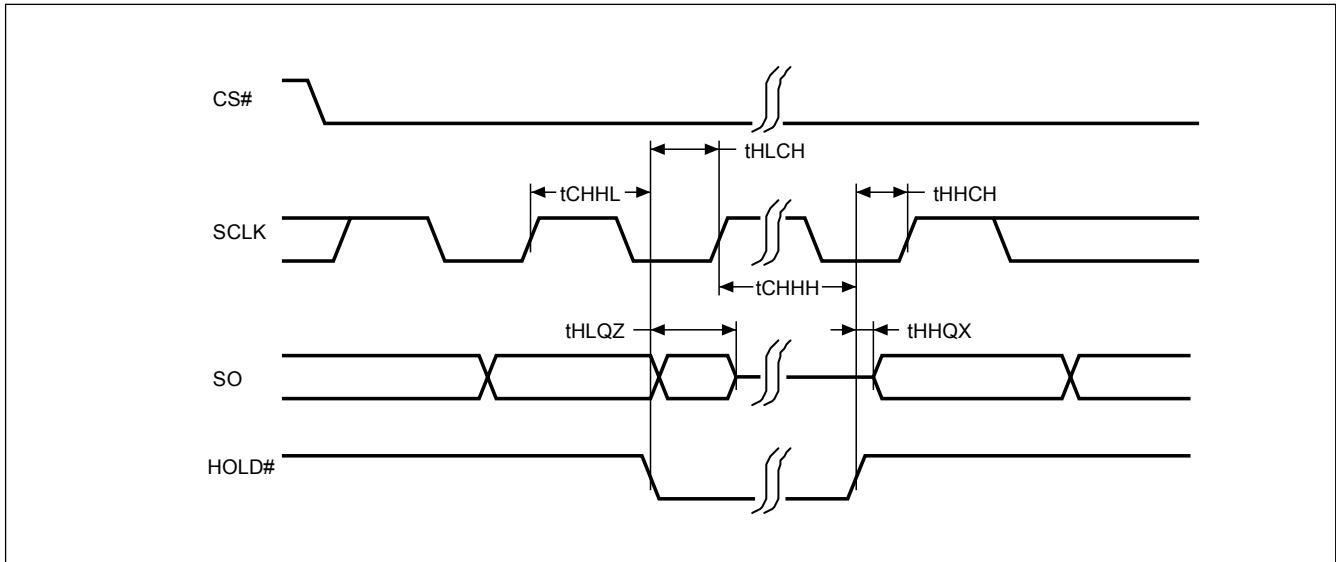 CS#
tHLCH
tCHHL
tHHCH
SCLK
tCHHH
tHLQZ
tHHQX
SO
HOLD#